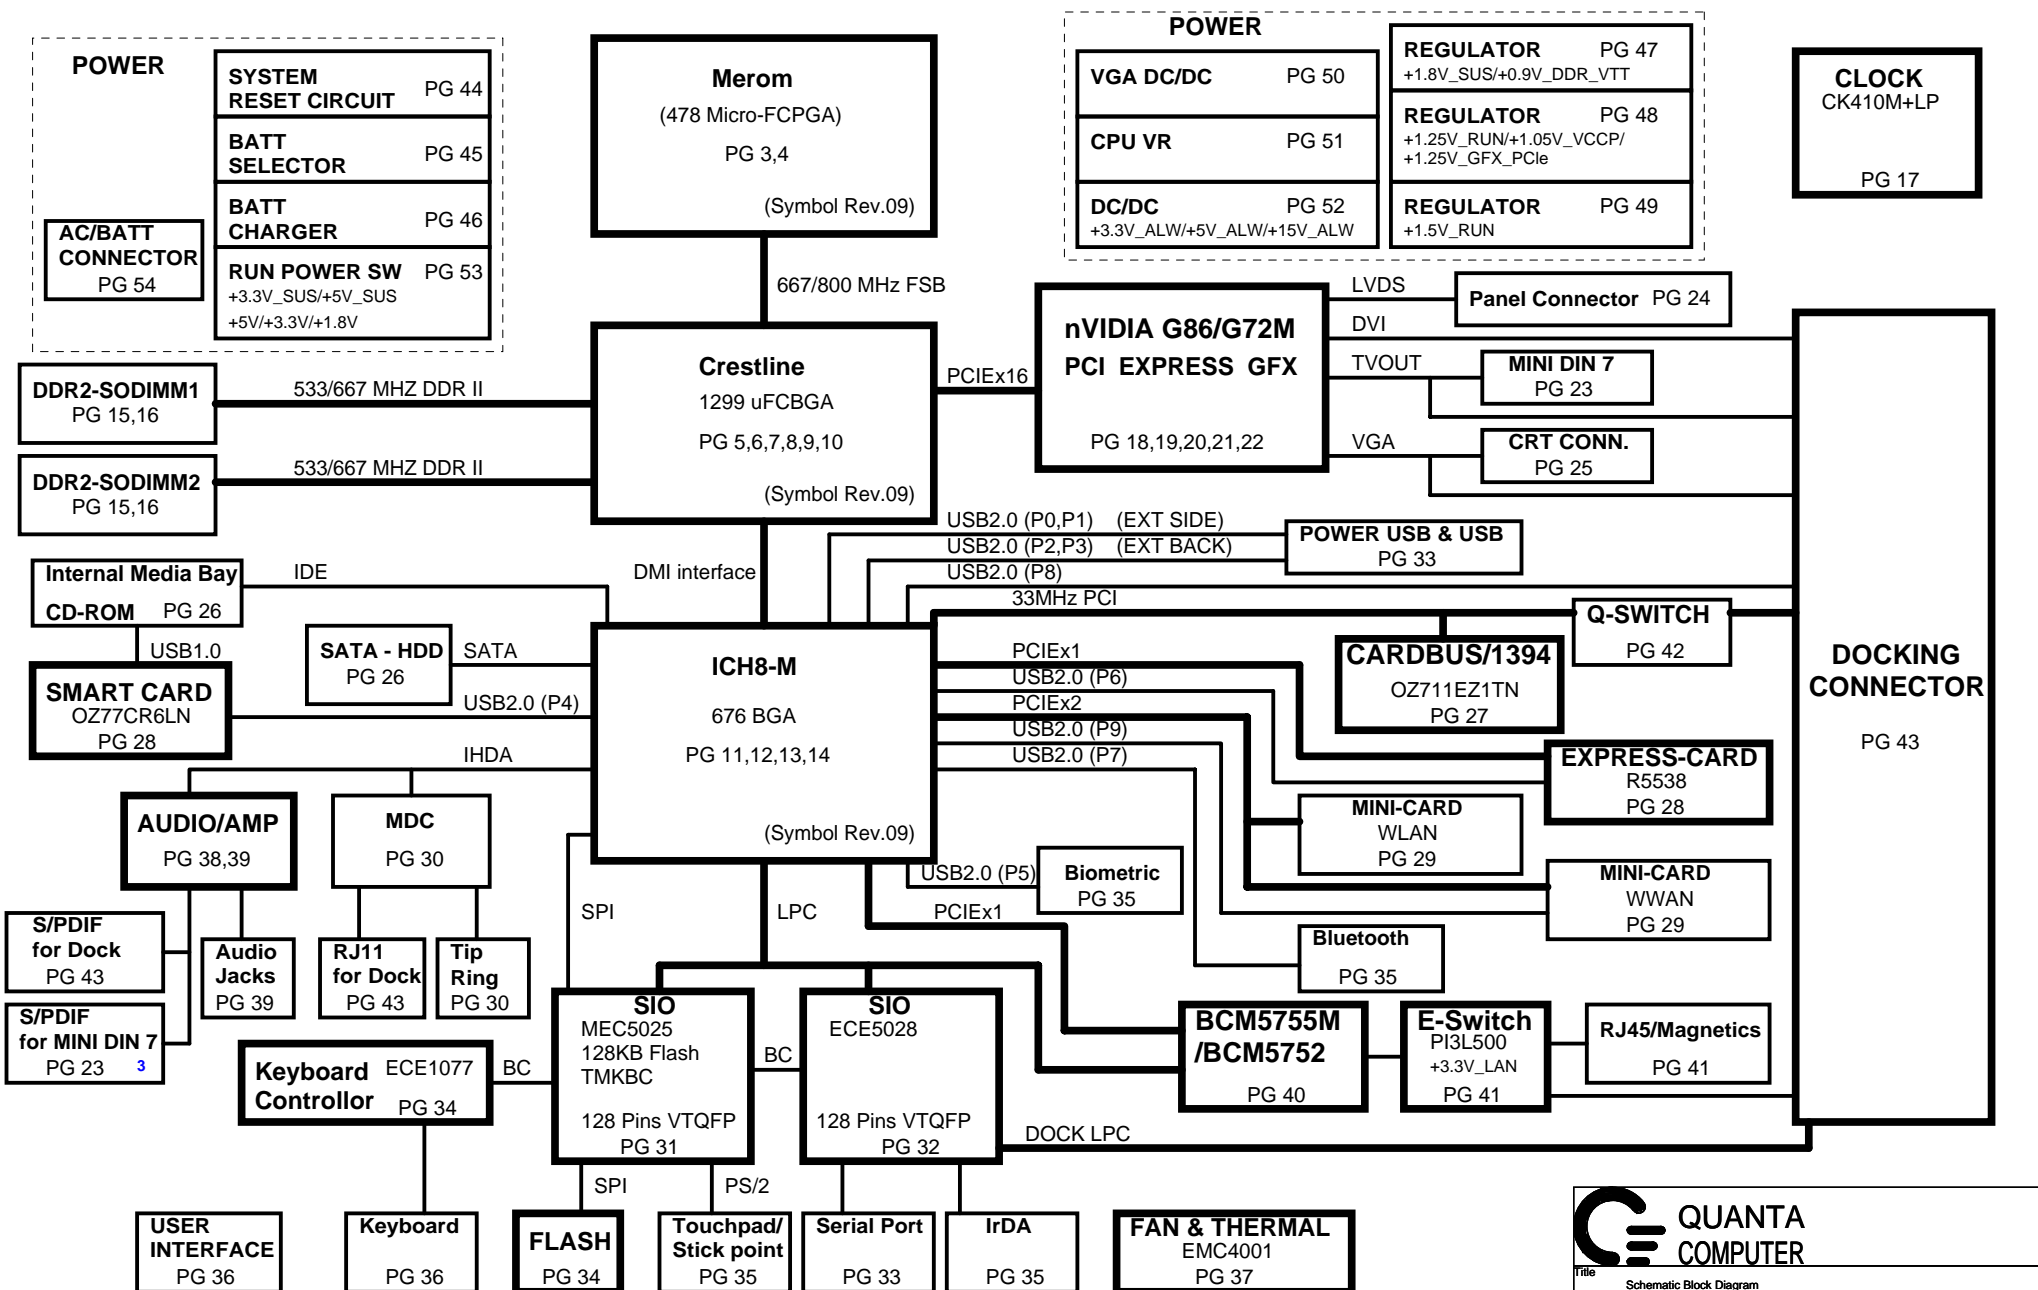 POWER
SYSTEM
RESET CIRCUIT PG 44
BATT
SELECTOR PG 45
BATT
CHARGER PG 46
RUN POWER SW PG 53
+3.3V_SUS/+5V_SUS
+5V/+3.3V/+1.8V
AC/BATT
CONNECTOR
PG 54
Merom
(478 Micro-FCPGA)
PG 3,4
(Symbol Rev.09)
POWER
VGA DC/DC PG 50
CPU VR PG 51
DC/DC PG 52
+3.3V_ALW/+5V_ALW/+15V_ALW
REGULATOR PG 47
+1.8V_SUS/+0.9V_DDR_VTT
REGULATOR PG 48
+1.25V_RUN/+1.05V_VCCP/
+1.25V_GFX_PCIe
REGULATOR PG 49
+1.5V_RUN
CLOCK
CK410M+LP
PG 17
667/800 MHz FSB
DDR2-SODIMM1
PG 15,16
533/667 MHZ DDR II
DDR2-SODIMM2
PG 15,16
533/667 MHZ DDR II
Crestline
1299 uFCBGA
PG 5,6,7,8,9,10
(Symbol Rev.09)
PCIEx16
nVIDIA G86/G72M
PCI EXPRESS GFX
PG 18,19,20,21,22
LVDS
Panel Connector PG 24
DVI
TVOUT
MINI DIN 7
PG 23
VGA
CRT CONN.
PG 25
DOCKING
CONNECTOR
PG 43
USB2.0 (P0,P1) (EXT SIDE)
USB2.0 (P2,P3) (EXT BACK)
POWER USB & USB
PG 33
USB2.0 (P8)
33MHz PCI
Q-SWITCH
PG 42
CARDBUS/1394
OZ711EZ1TN
PG 27
Internal Media Bay
CD-ROM PG 26
IDE
DMI interface
USB1.0
SATA - HDD
PG 26
SATA
SMART CARD
OZ77CR6LN
PG 28
USB2.0 (P4)
ICH8-M
676 BGA
PG 11,12,13,14
(Symbol Rev.09)
PCIEx1
USB2.0 (P6)
PCIEx2
USB2.0 (P9)
USB2.0 (P7)
EXPRESS-CARD
R5538
PG 28
MINI-CARD
WLAN
PG 29
MINI-CARD
WWAN
PG 29
IHDA
AUDIO/AMP
PG 38,39
MDC
PG 30
USB2.0 (P5)
Biometric
PG 35
Bluetooth
PG 35
SPI
LPC
PCIEx1
S/PDIF
for Dock
PG 43
Audio
Jacks
PG 39
RJ11
for Dock
PG 43
Tip
Ring
PG 30
S/PDIF
for MINI DIN 7
PG 23 3
Keyboard
Controllor
ECE1077
PG 34
BC
SIO
MEC5025
128KB Flash
TMKBC
128 Pins VTQFP
PG 31
BC
SIO
ECE5028
128 Pins VTQFP
PG 32
BCM5755M
/BCM5752
PG 40
E-Switch
PI3L500
+3.3V_LAN
PG 41
RJ45/Magnetics
PG 41
DOCK LPC
SPI
PS/2
USER
INTERFACE
PG 36
Keyboard
PG 36
FLASH
PG 34
Touchpad/
Stick point
PG 35
Serial Port
PG 33
IrDA
PG 35
FAN & THERMAL
EMC4001
PG 37
QUANTA
COMPUTER
Title
Schematic Block Diagram